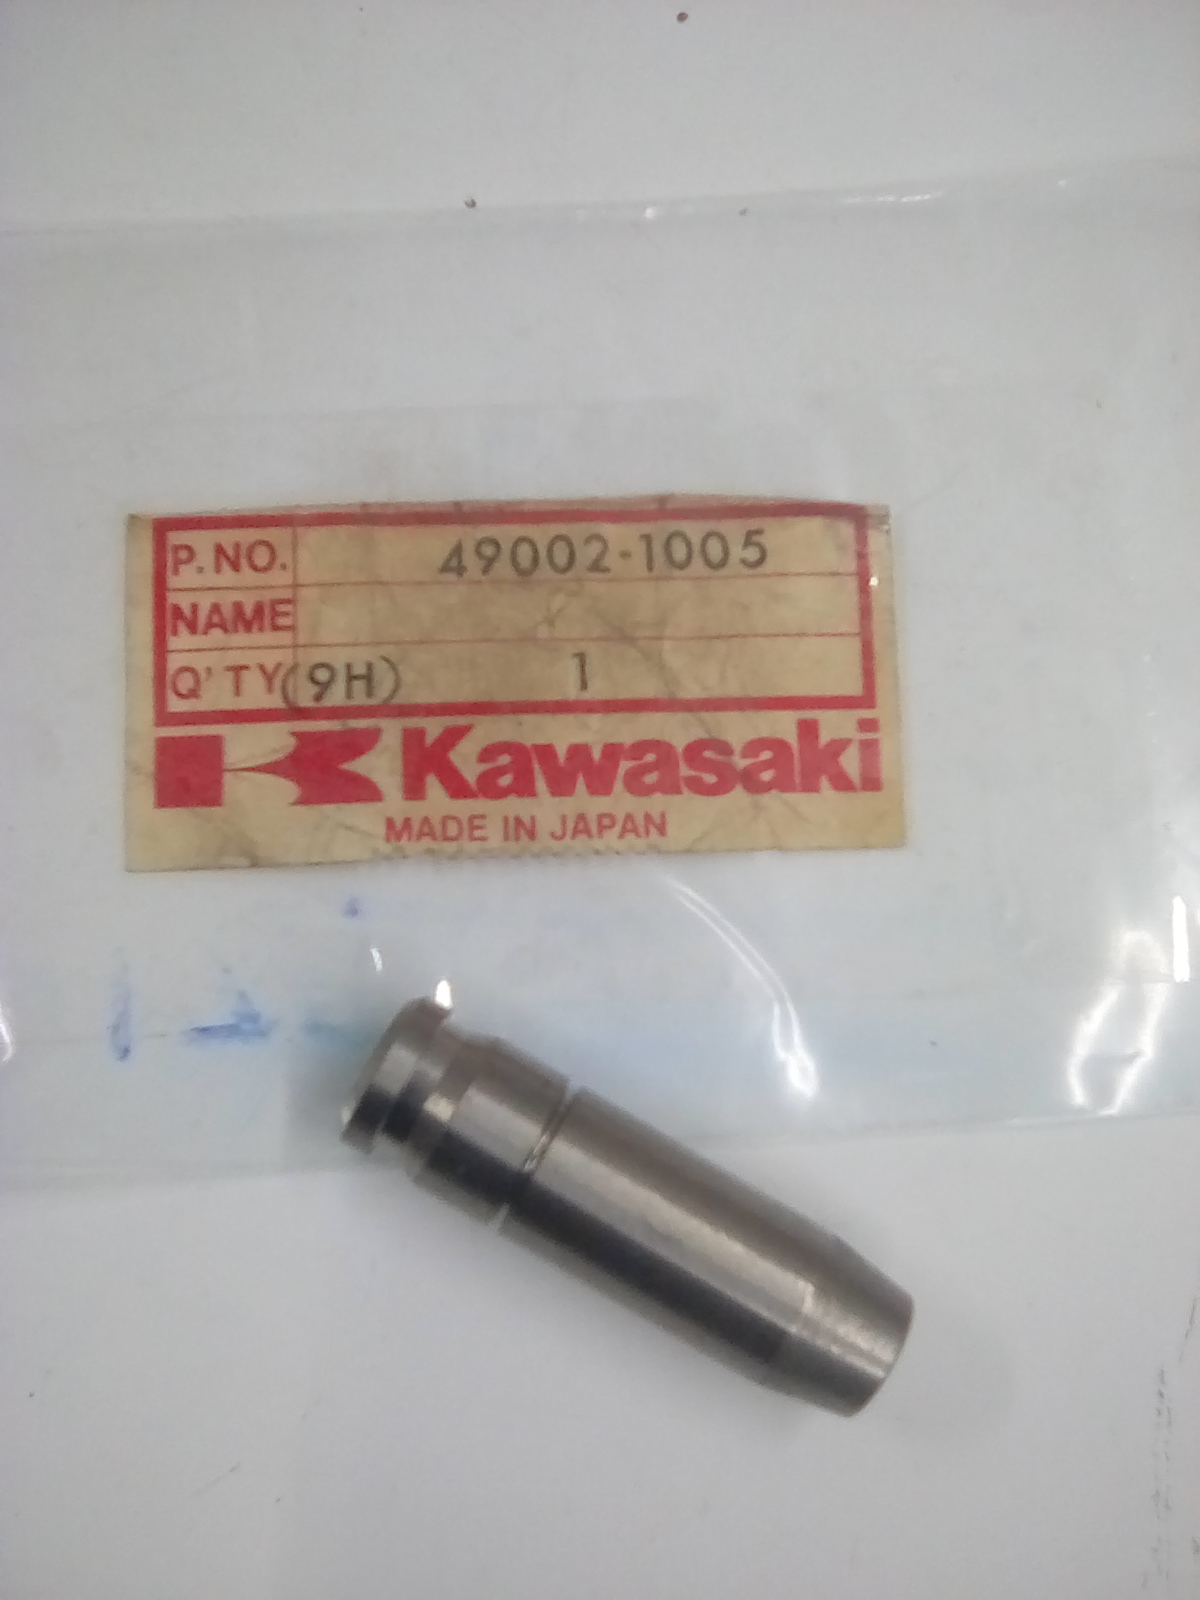 P.NO. 49002-1005
NAME
Q'TY (9H) 1
Kawasaki
MADE IN JAPAN